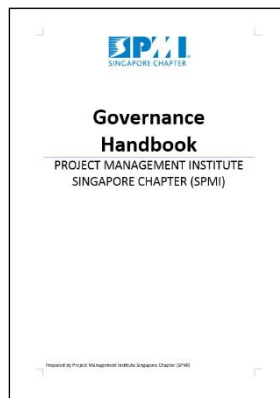 SPMI
SINGAPORE CHAPTER
Governance
Handbook
PROJECT MANAGEMENT INSTITUTE
SINGAPORE CHAPTER (SPMI)
Prepared by Project Management Institute Singapore Chapter (SPMI)